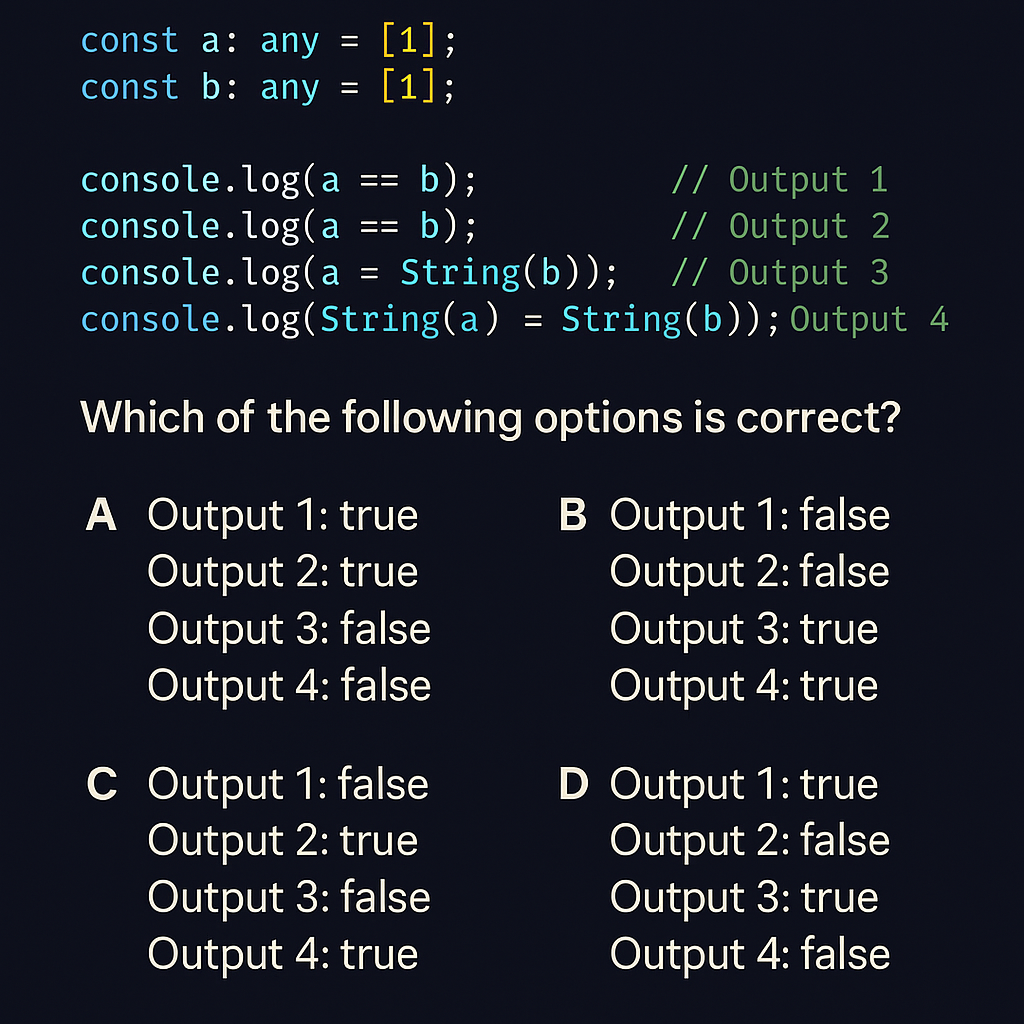 const a: any = [1];
const b: any = [1];
console.log(a == b); // Output 1
console.log(a == b); // Output 2
console.log(a = String(b)); // Output 3
console.log(String(a) = String(b)); Output 4
Which of the following options is correct?
A Output 1: true
Output 2: true
Output 3: false
Output 4: false
B Output 1: false
Output 2: false
Output 3: true
Output 4: true
C Output 1: false
Output 2: true
Output 3: false
Output 4: true
D Output 1: true
Output 2: false
Output 3: true
Output 4: false